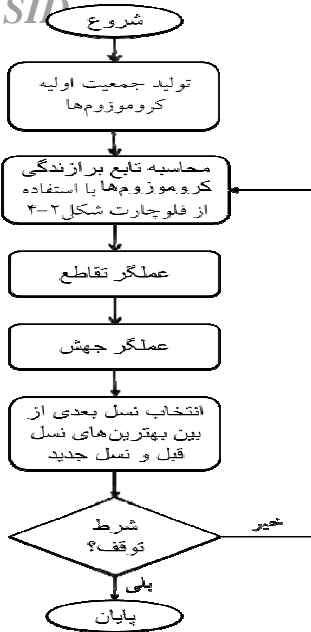 SID
شروع
تولید جمعیت اولیه
کروموزوم‌ها
محاسبه تابع برازندگی
کروموزوم‌ها با استفاده
از فلوچارت شکل ۲-۴
عملگر تقاطع
عملگر جهش
انتخاب نسل بعدی از
بین بهترین‌های نسل
قبل و نسل جدید
شرط
توقف؟
خیر
بلی
پایان